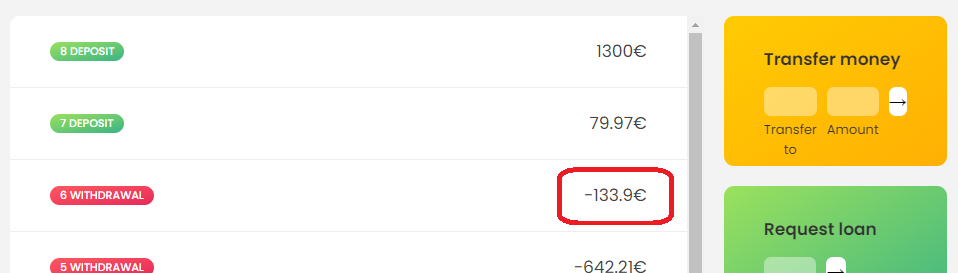 8 DEPOSIT
1300€
7 DEPOSIT
79.97€
6 WITHDRAWAL
-133.9€
5 WITHDRAWAL
-642.21€
Transfer money
→
Transfer to
Amount
Request loan
→